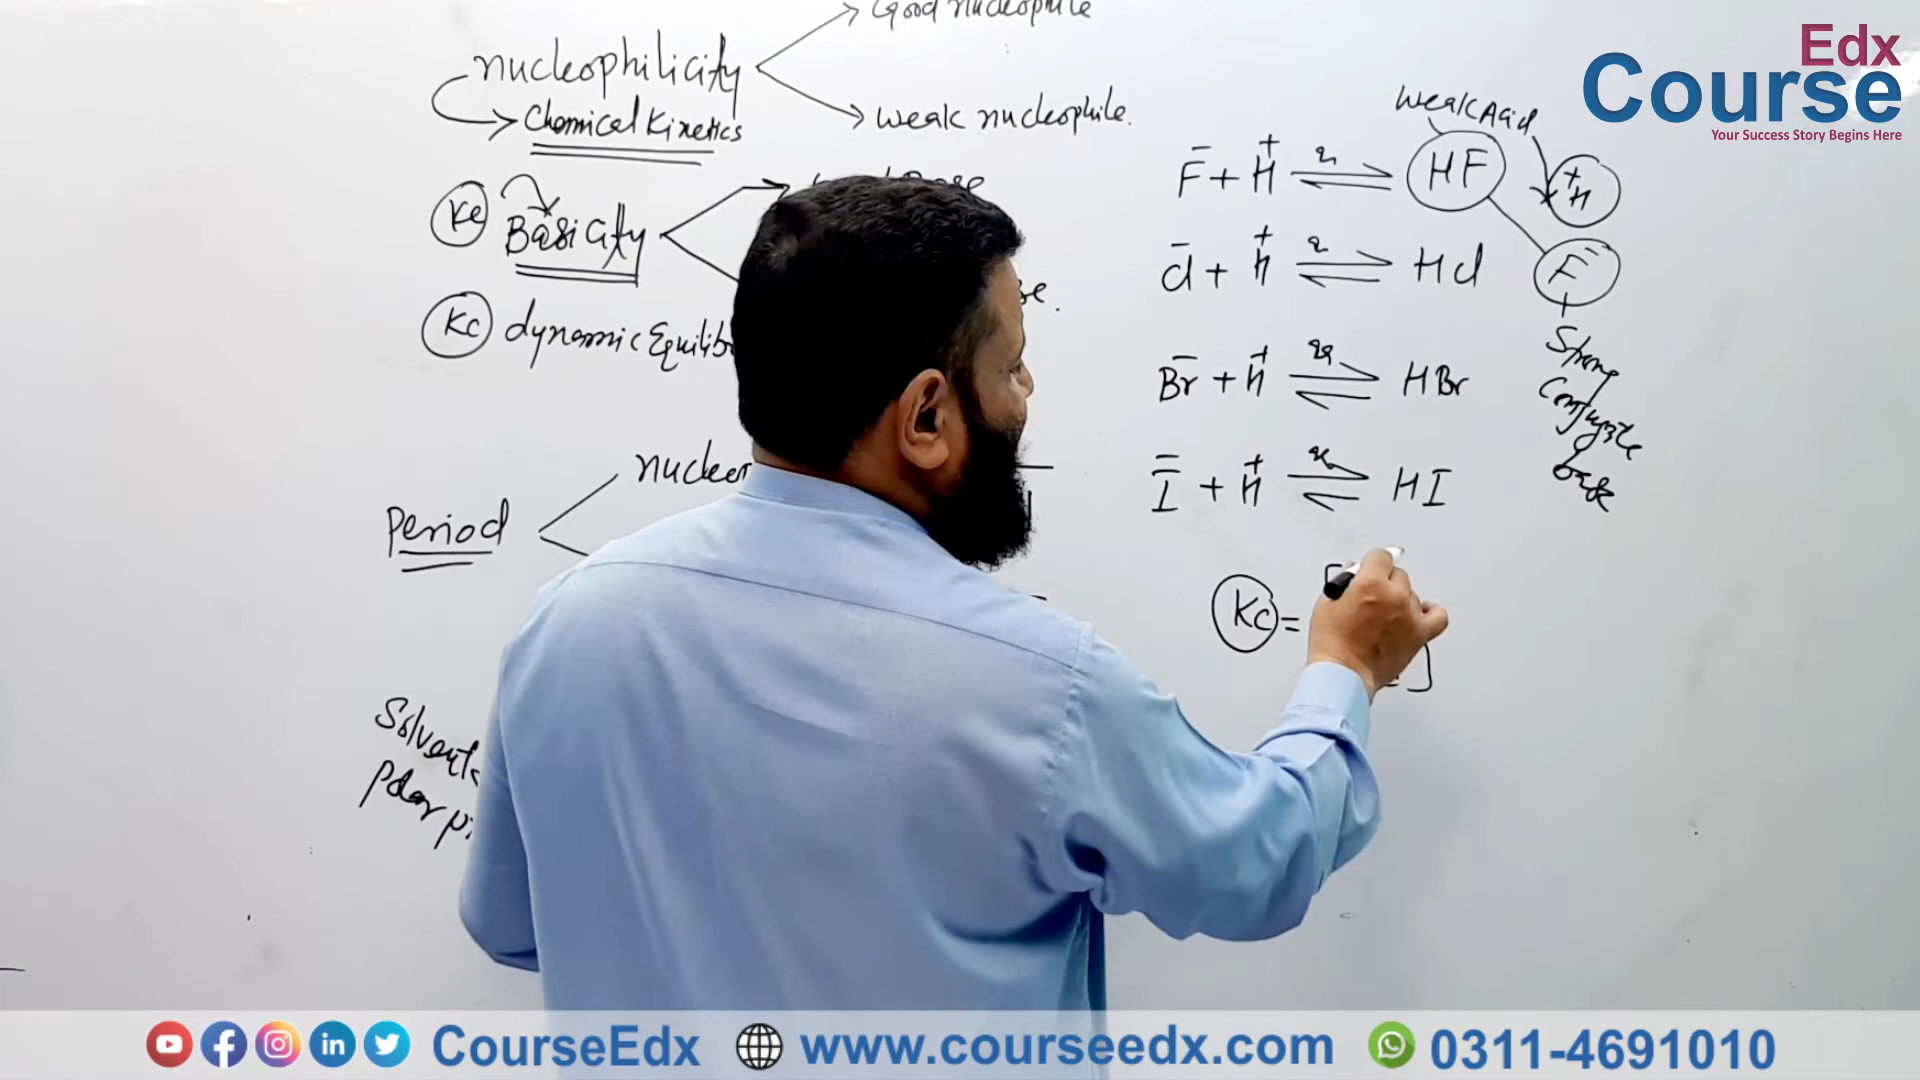 Good nucleophile
nucleophilicity
Chemical Kinetics
weak nucleophile.
Ke
Basicity
Kc dynamic
Period
nucleo
Solvent
Polar
Weak Acid
F⁻ + H⁺ ⇌ HF
H⁺
Cl⁻ + H⁺ ⇌ HCl
F⁻
Strong
Conjugate
base
Br⁻ + H⁺ ⇌ HBr
I⁻ + H⁺ ⇌ HI
Kc =
Edx
Course
Your Success Story Begins Here
CourseEdx www.courseedx.com 0311-4691010